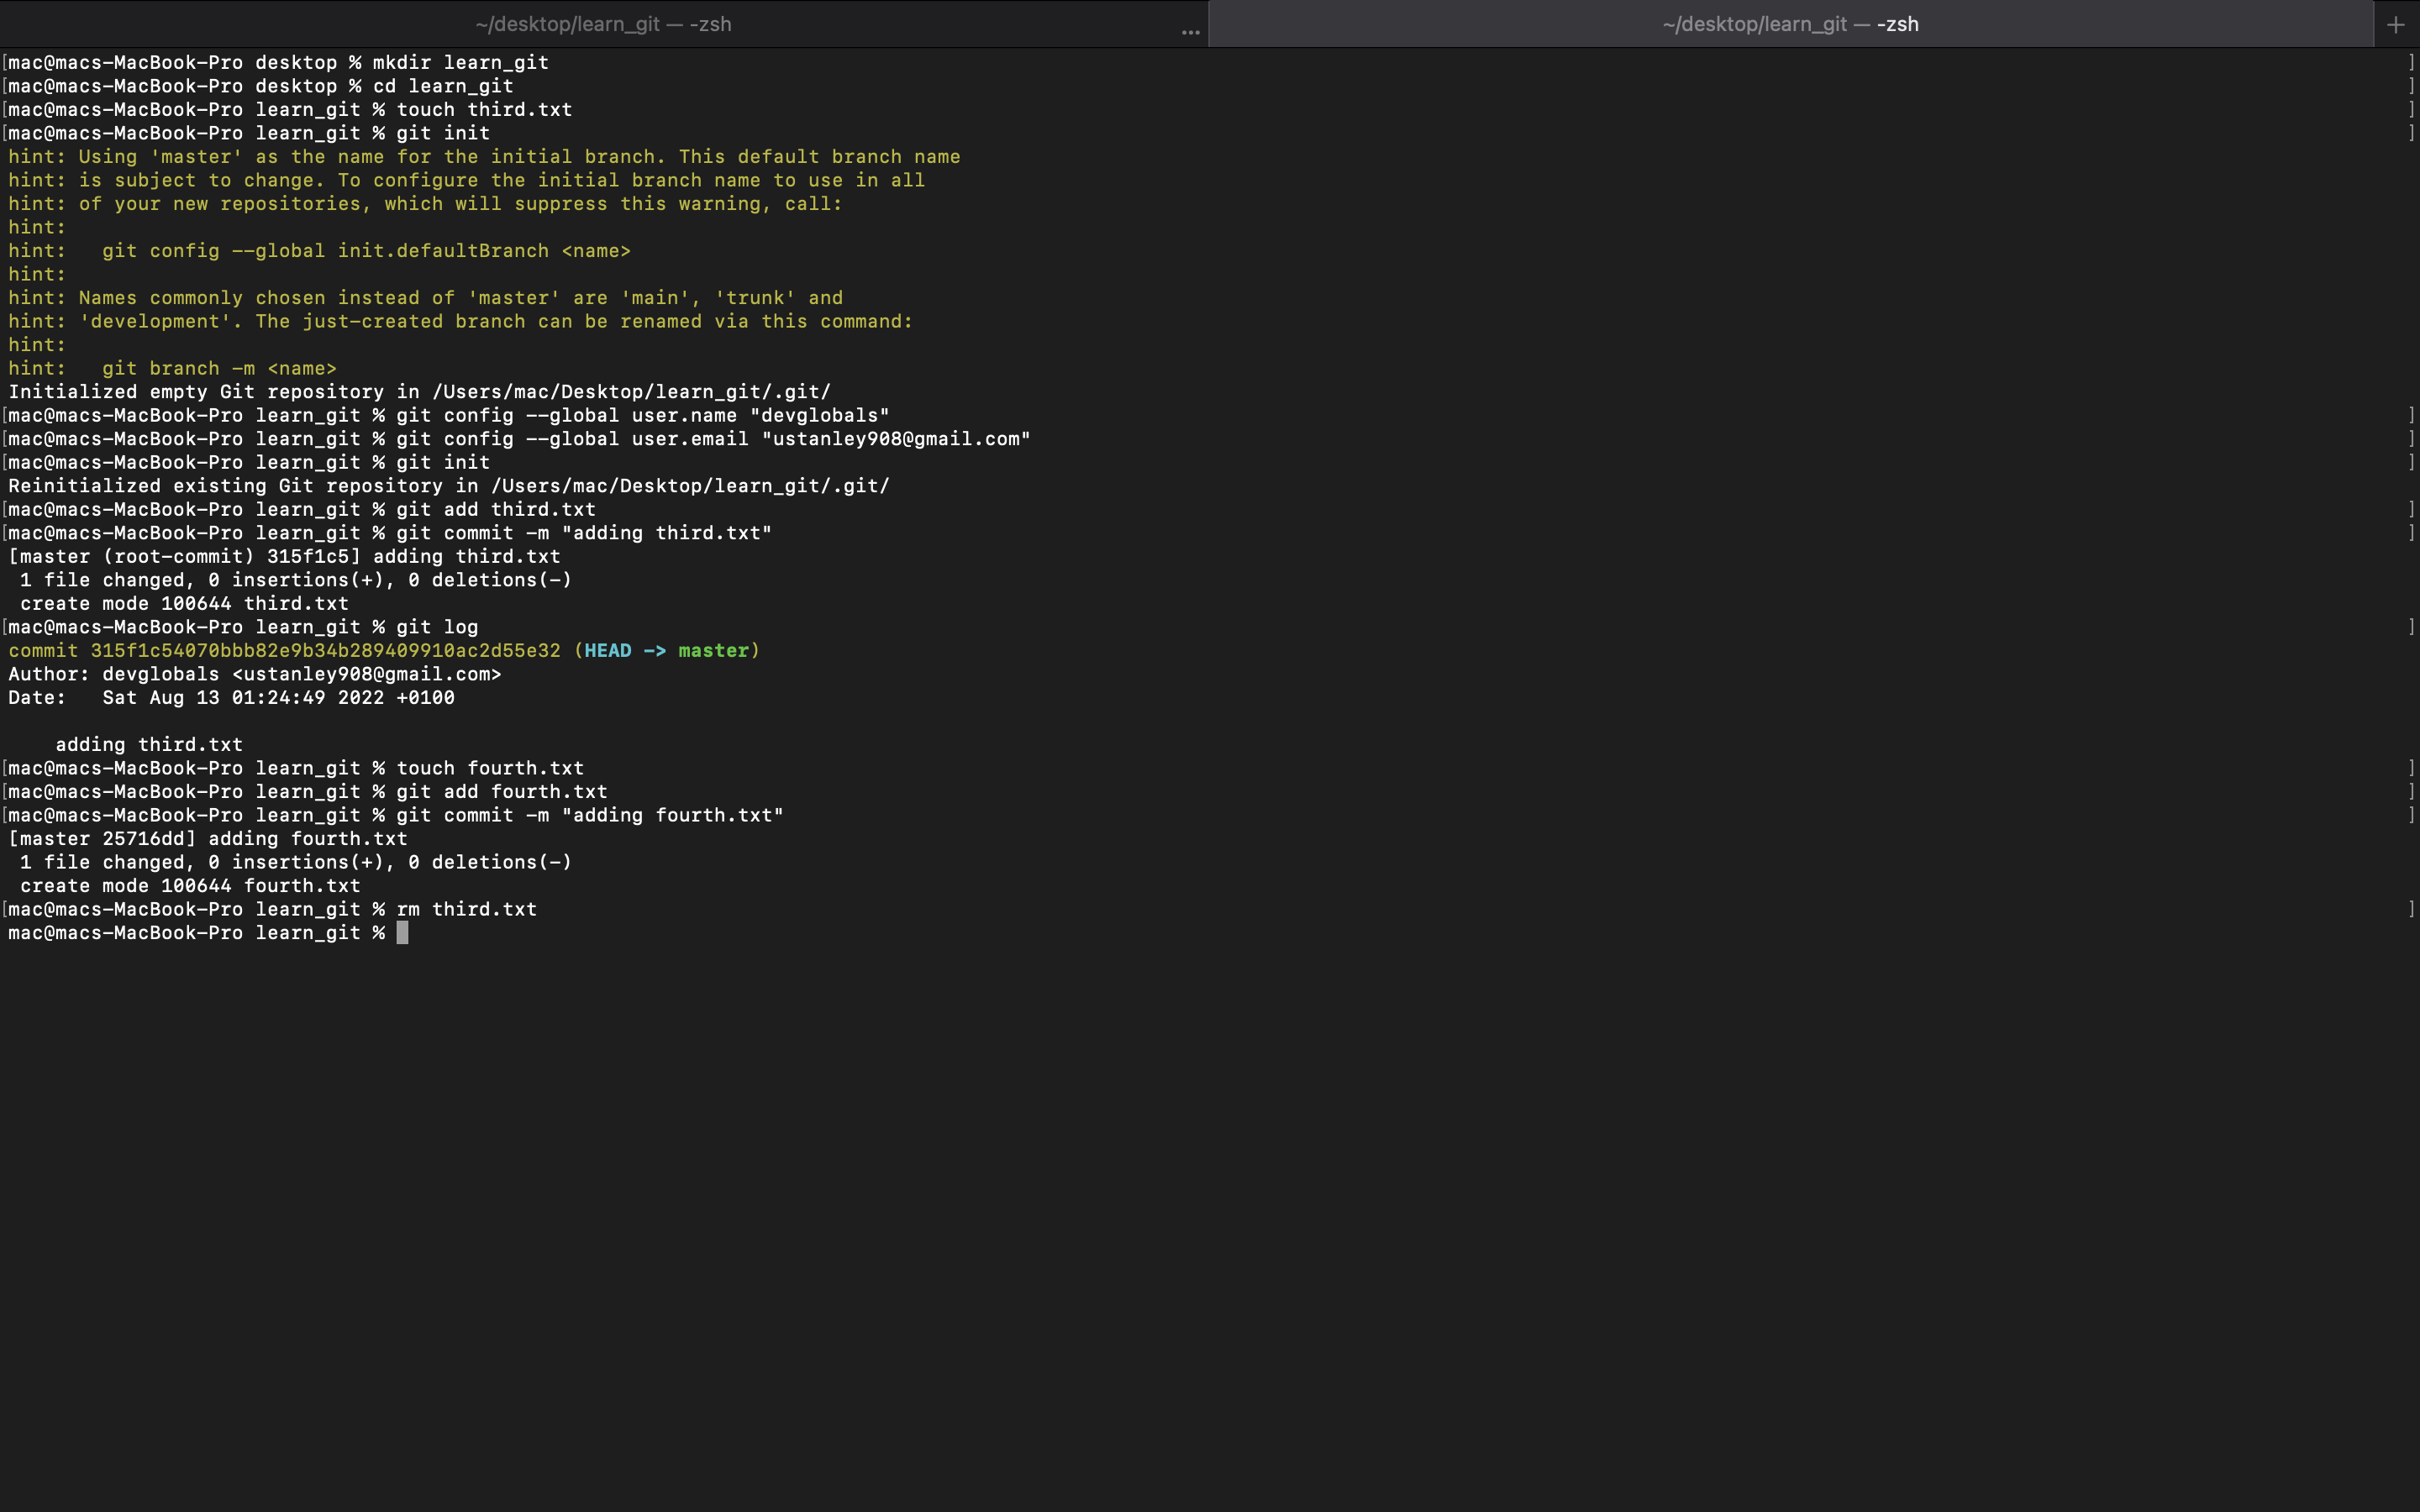 ~/desktop/learn_git — -zsh ... ~/desktop/learn_git — -zsh +
[mac@macs-MacBook-Pro desktop % mkdir learn_git ]
[mac@macs-MacBook-Pro desktop % cd learn_git ]
[mac@macs-MacBook-Pro learn_git % touch third.txt ]
[mac@macs-MacBook-Pro learn_git % git init ]
hint: Using 'master' as the name for the initial branch. This default branch name
hint: is subject to change. To configure the initial branch name to use in all
hint: of your new repositories, which will suppress this warning, call:
hint:
hint:   git config --global init.defaultBranch <name>
hint:
hint: Names commonly chosen instead of 'master' are 'main', 'trunk' and
hint: 'development'. The just-created branch can be renamed via this command:
hint:
hint:   git branch -m <name>
Initialized empty Git repository in /Users/mac/Desktop/learn_git/.git/
[mac@macs-MacBook-Pro learn_git % git config --global user.name "devglobals" ]
[mac@macs-MacBook-Pro learn_git % git config --global user.email "ustanley908@gmail.com" ]
[mac@macs-MacBook-Pro learn_git % git init ]
Reinitialized existing Git repository in /Users/mac/Desktop/learn_git/.git/
[mac@macs-MacBook-Pro learn_git % git add third.txt ]
[mac@macs-MacBook-Pro learn_git % git commit -m "adding third.txt" ]
[master (root-commit) 315f1c5] adding third.txt
 1 file changed, 0 insertions(+), 0 deletions(-)
 create mode 100644 third.txt
[mac@macs-MacBook-Pro learn_git % git log ]
commit 315f1c54070bbb82e9b34b289409910ac2d55e32 (HEAD -> master)
Author: devglobals <ustanley908@gmail.com>
Date:   Sat Aug 13 01:24:49 2022 +0100
    adding third.txt
[mac@macs-MacBook-Pro learn_git % touch fourth.txt ]
[mac@macs-MacBook-Pro learn_git % git add fourth.txt ]
[mac@macs-MacBook-Pro learn_git % git commit -m "adding fourth.txt" ]
[master 25716dd] adding fourth.txt
 1 file changed, 0 insertions(+), 0 deletions(-)
 create mode 100644 fourth.txt
[mac@macs-MacBook-Pro learn_git % rm third.txt ]
mac@macs-MacBook-Pro learn_git %